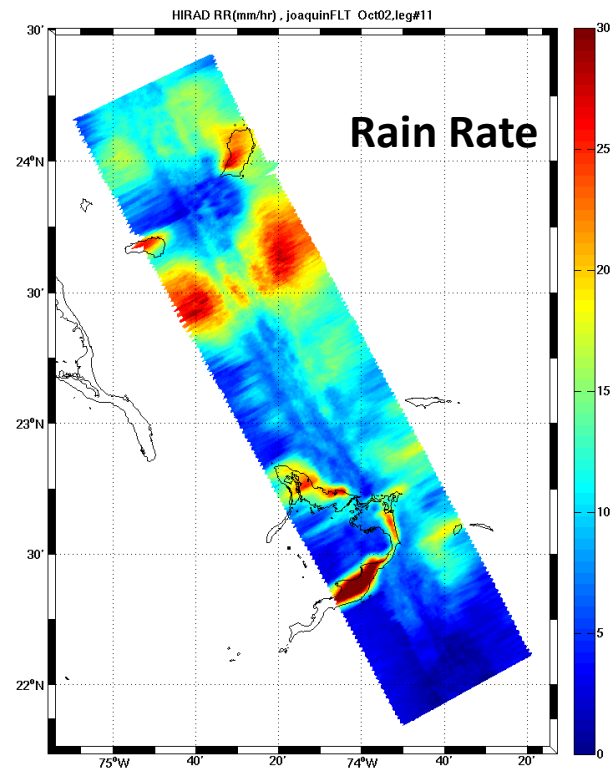 HIRAD RR(mm/hr) , joaquinFLT Oct02,leg#11
Rain Rate
30'
24°N
30'
23°N
30'
22°N
75°W
40'
20'
74°W
40'
20'
30
25
20
15
10
5
0